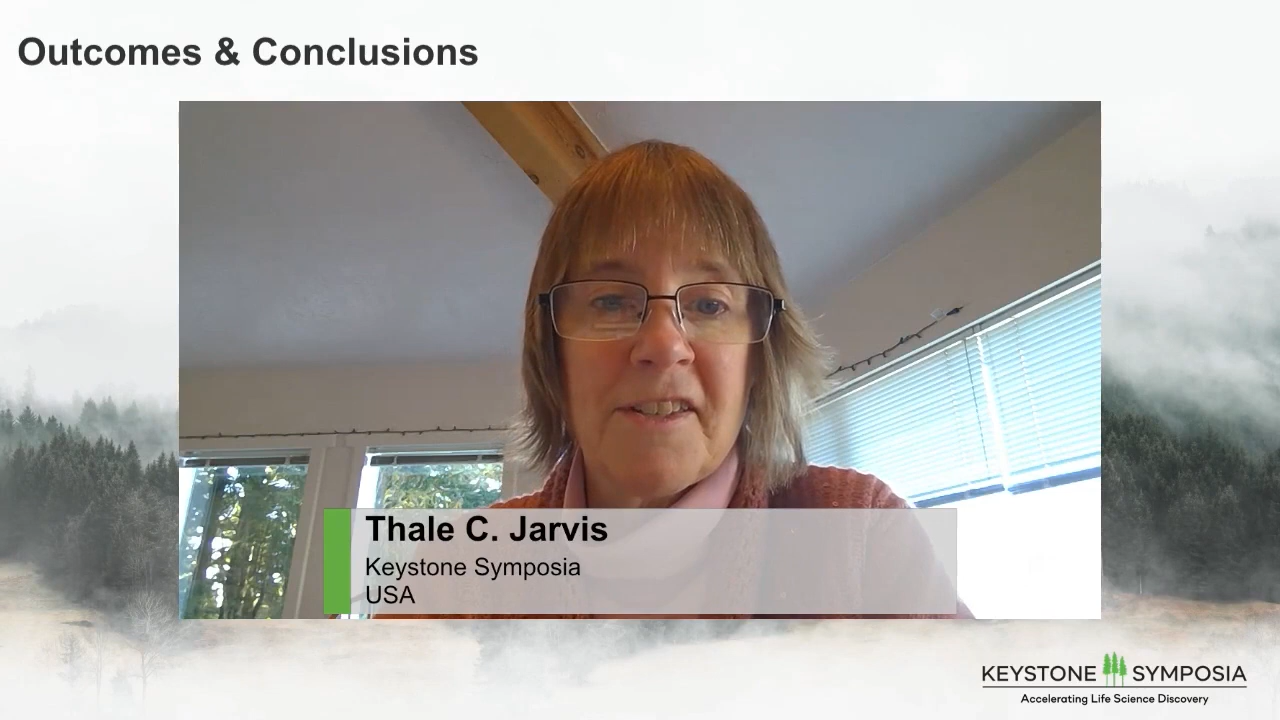 Outcomes & Conclusions
Thale C. Jarvis
Keystone Symposia
USA
KEYSTONE SYMPOSIA
Accelerating Life Science Discovery